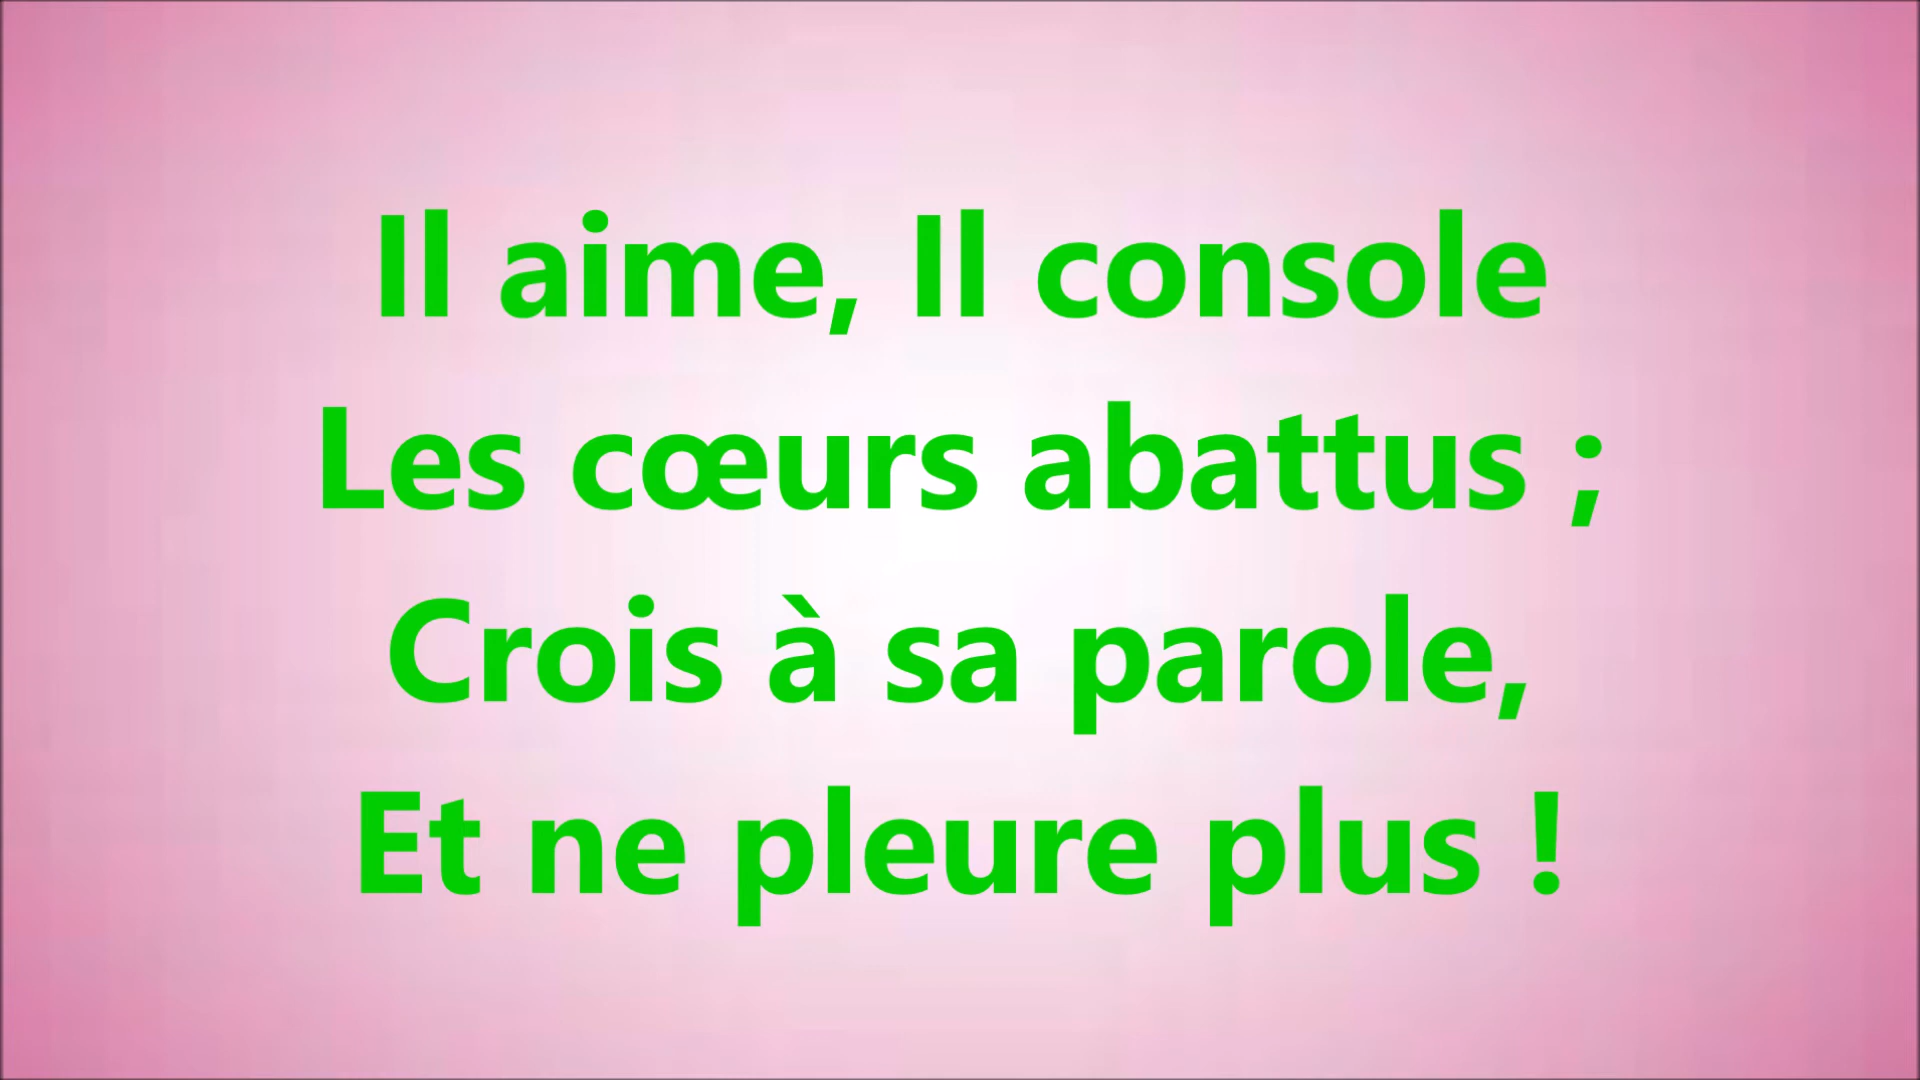 Il aime, Il console
Les cœurs abattus ;
Crois à sa parole,
Et ne pleure plus !